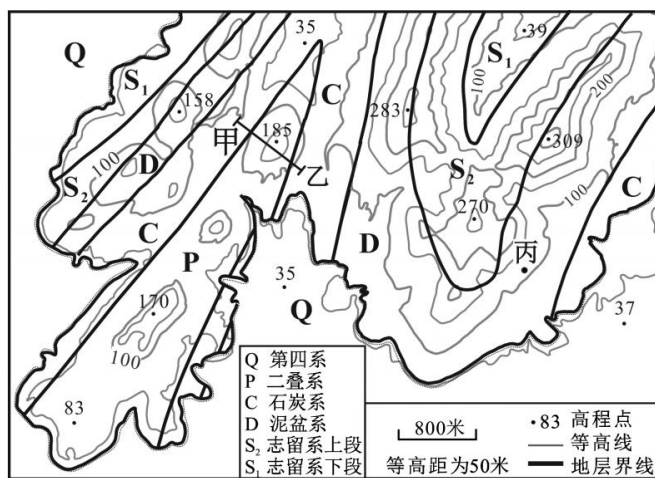 35
39
Q
S₁
S₁
100
158
C
283
200
185
309
甲
100
D
乙
S₂
S₂
100
C
C
270
P
D
丙
35
170
Q
37
100
83
Q 第四系
P 二叠系
C 石炭系
D 泥盆系
S₂ 志留系上段
S₁ 志留系下段
800米
等高距为50米
•83 高程点
等高线
地层界线